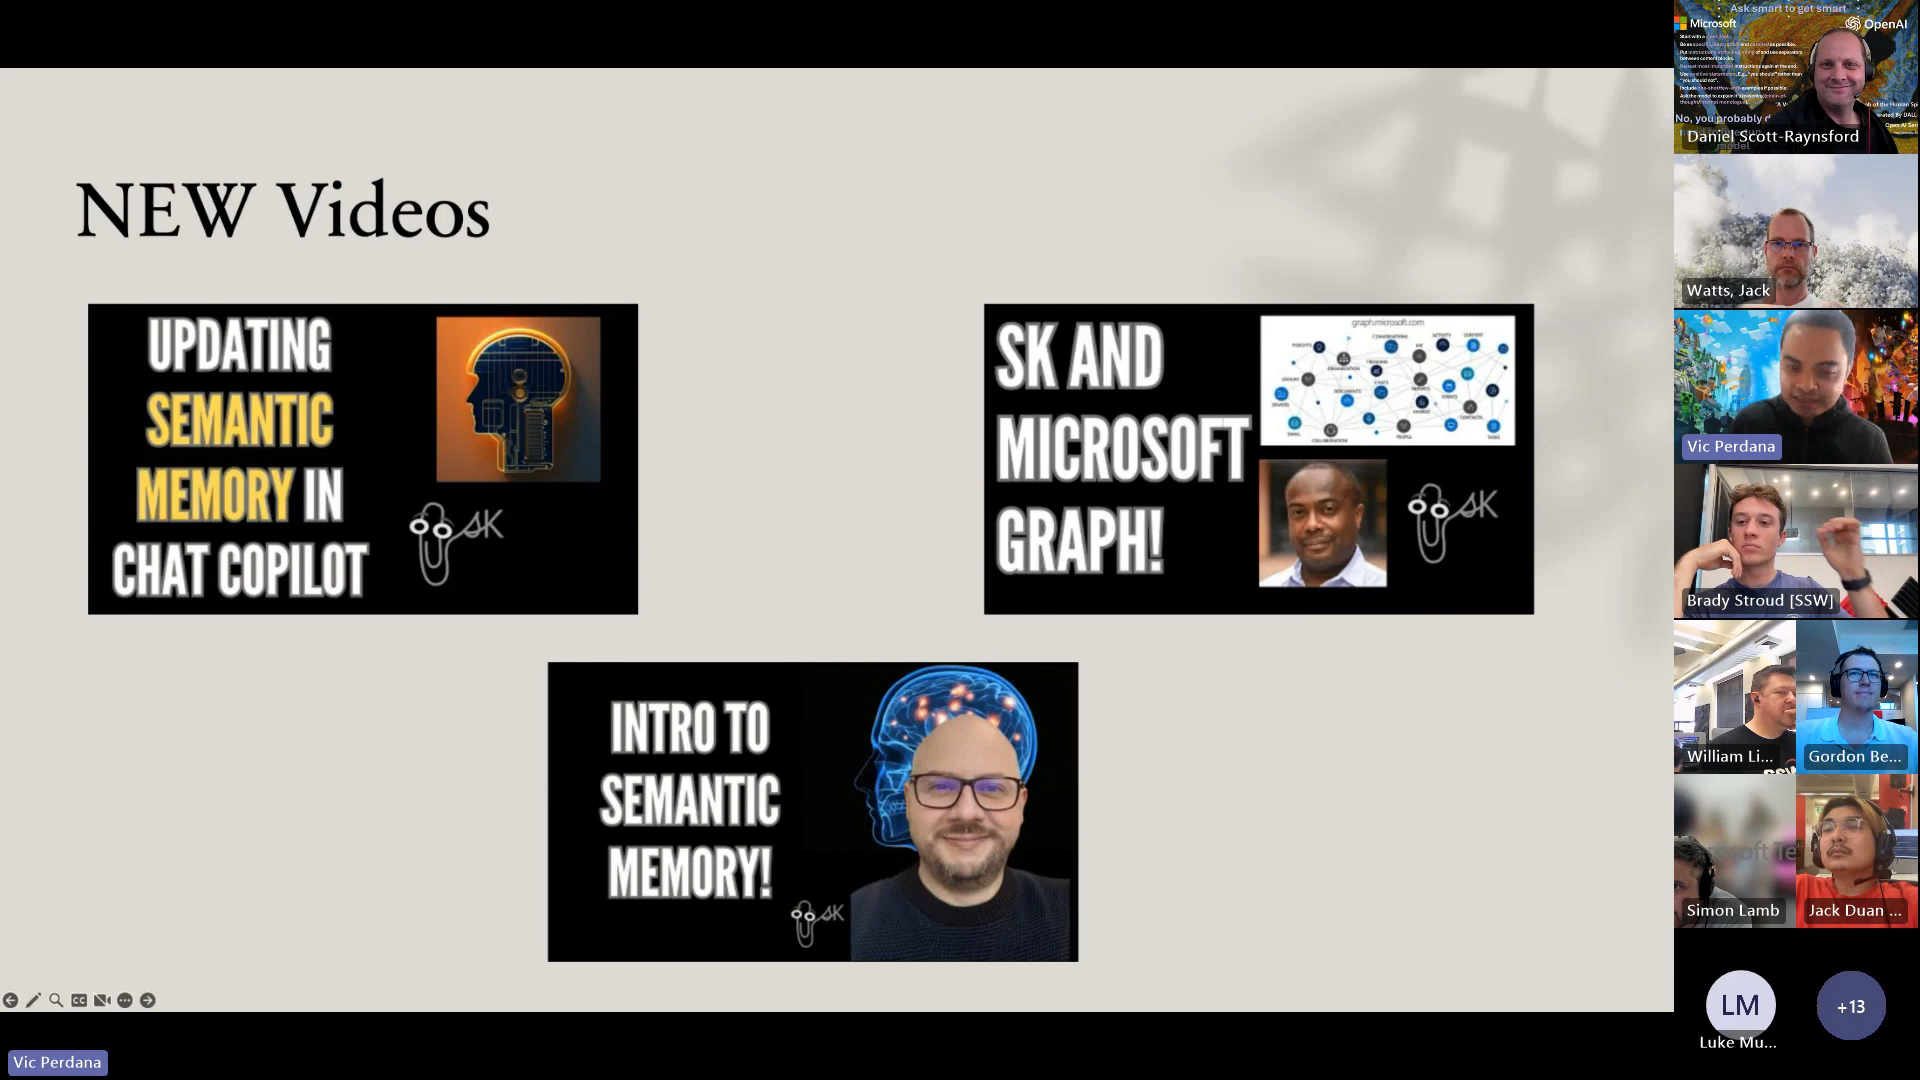 NEW Videos
UPDATING
SEMANTIC
MEMORY IN
CHAT COPILOT
SK
SK AND
MICROSOFT
GRAPH!
graph.microsoft.com
SK
INTRO TO
SEMANTIC
MEMORY!
SK
CC
Vic Perdana
Ask smart to get smart
Microsoft
OpenAI
No, you probably
Daniel Scott-Raynsford
model
Watts, Jack
Vic Perdana
Brady Stroud [SSW]
William Li...
Gordon Be...
Simon Lamb
Jack Duan ...
LM
Luke Mu...
+13